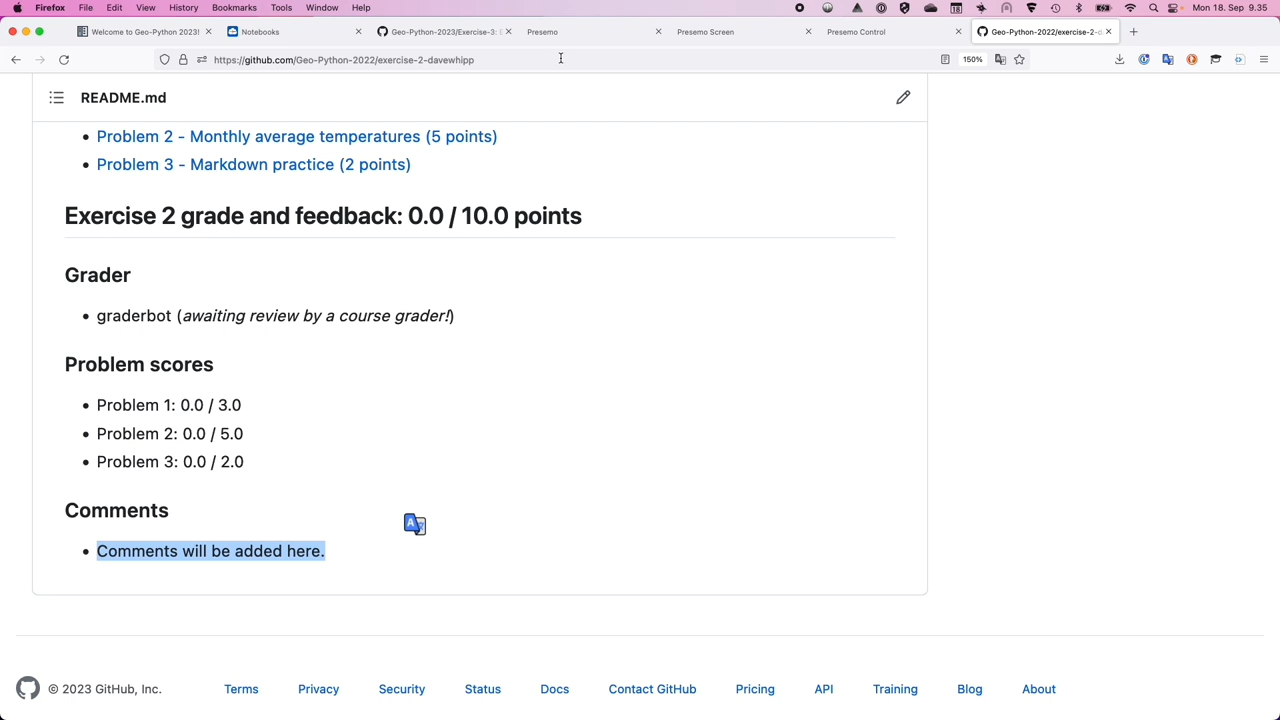 Firefox File Edit View History Bookmarks Tools Window Help Mon 18. Sep 9.35
Welcome to Geo-Python 2023! Notebooks Geo-Python-2023/Exercise-3: Presemo Presemo Screen Presemo Control Geo-Python-2022/exercise-2-d
https://github.com/Geo-Python-2022/exercise-2-davewhipp 150%
README.md
Problem 2 - Monthly average temperatures (5 points)
Problem 3 - Markdown practice (2 points)
Exercise 2 grade and feedback: 0.0 / 10.0 points
Grader
graderbot (awaiting review by a course grader!)
Problem scores
Problem 1: 0.0 / 3.0
Problem 2: 0.0 / 5.0
Problem 3: 0.0 / 2.0
Comments
Comments will be added here.
© 2023 GitHub, Inc. Terms Privacy Security Status Docs Contact GitHub Pricing API Training Blog About